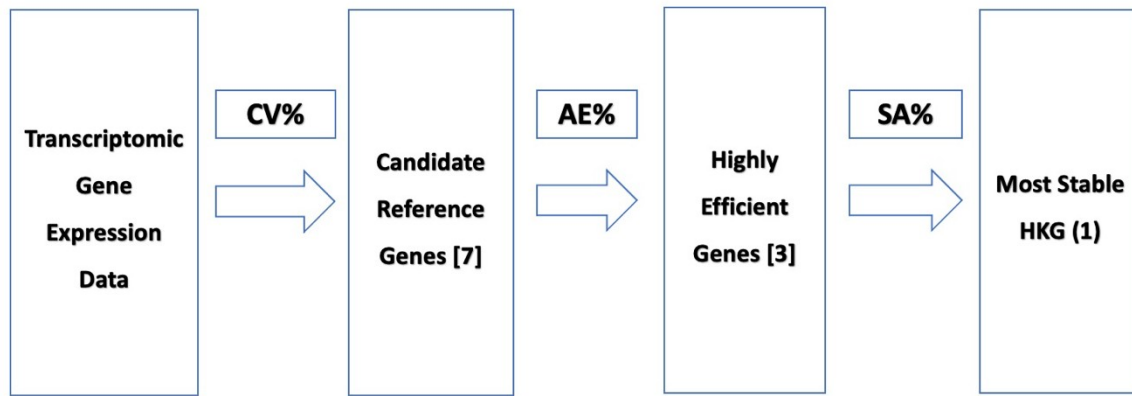 Transcriptomic
Gene
Expression
Data
CV%
Candidate
Reference
Genes [7]
AE%
Highly
Efficient
Genes [3]
SA%
Most Stable
HKG (1)